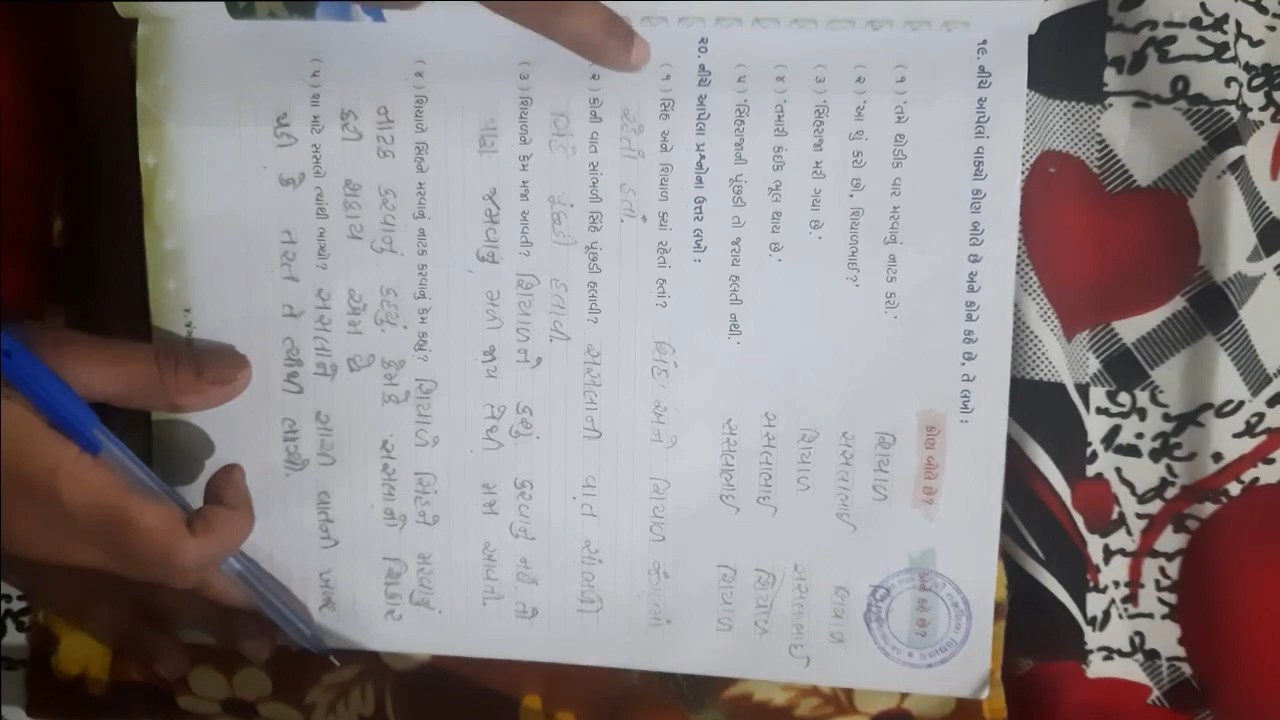 ૧૯. નીચે આપેલાં વાક્યો કોણ બોલે છે અને કોને કહે છે, તે લખો :
કોણ બોલે છે? કોને કહે છે?
(૧) 'તમે થોડીક વાર મરવાનું નાટક કરો.' શિયાળ
(૨) 'આ શું કરો છો, શિયાળભાઈ?' સસલાભાઈ શિયાળ
(૩) 'સિંહરાજા મરી ગયા છે.' શિયાળ સસલાભાઈ
(૪) 'તમારી કંઈક ભૂલ થાય છે.' સસલાભાઈ શિયાળ
(૫) 'સિંહરાજાની પૂંછડી તો જરાય હલતી નથી.' સસલાભાઈ શિયાળ
૨૦. નીચે આપેલા પ્રશ્નોના ઉત્તર લખો :
(૧) સિંહ અને શિયાળ ક્યાં રહેતાં હતાં? સિંહ અને શિયાળ જંગલમાં
રહેતા હતા.
(૨) કોની વાત સાંભળી સિંહે પૂંછડી હલાવી? સસલાની વાત સાંભળી
સિંહે પૂંછડી હલાવી.
(૩) શિયાળને કેમ મજા આવતી? શિયાળને કશું કરવાનું નહીં તો
પણ જમવાનું મળી જાય તેથી મજા આવતી.
(૪) શિયાળે સિંહને મરવાનું નાટક કરવાનું કેમ કહ્યું? શિયાળે સિંહને મરવાનું
નાટક કરવાનું કહ્યું, કેમકે સસલાનો શિકાર
કરી શકાય એમ છે
(૫) શા માટે સસલો ત્યાંથી ભાગ્યો? સસલાને સાચી વાતની ખબર
પડી કે તરત તે ત્યાંથી ભાગ્યો.